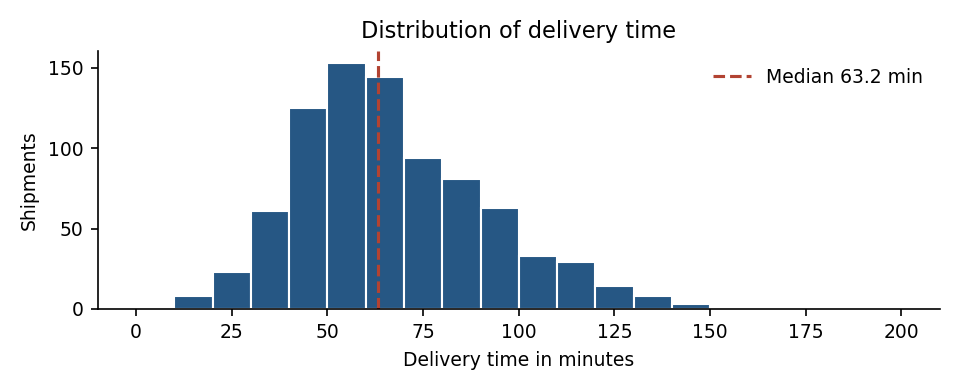 Distribution of delivery time
Median 63.2 min
Shipments
150
100
50
0
0 25 50 75 100 125 150 175 200
Delivery time in minutes